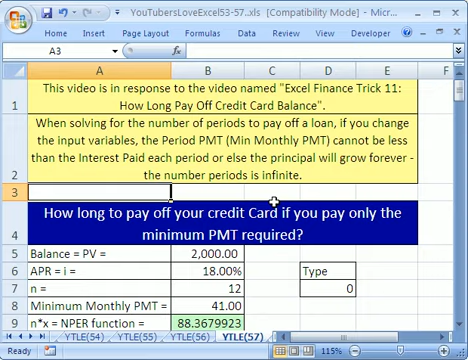 YouTubersLoveExcel53-57..xls [Compatibility Mode] - Micr...
Home Insert Formulas Data Review View Developer
A3 fx
A B C D E F
1 This video is in response to the video named "Excel Finance Trick 11:
How Long Pay Off Credit Card Balance".
When solving for the number of periods to pay off a loan, if you change
the input variables, the Period PMT (Min Monthly PMT) cannot be less
than the Interest Paid each period or else the principal will grow forever -
2 the number periods is infinite.
3
How long to pay off your credit Card if you pay only the
4 minimum PMT required?
5 Balance = PV = 2,000.00
6 APR = i = 18.00% Type
7 n = 12 0
8 Minimum Monthly PMT = 41.00
9 n*x = NPER function = 88.3679923
YTLE(54) YTLE(55) YTLE(56) YTLE(57)
Ready 115%